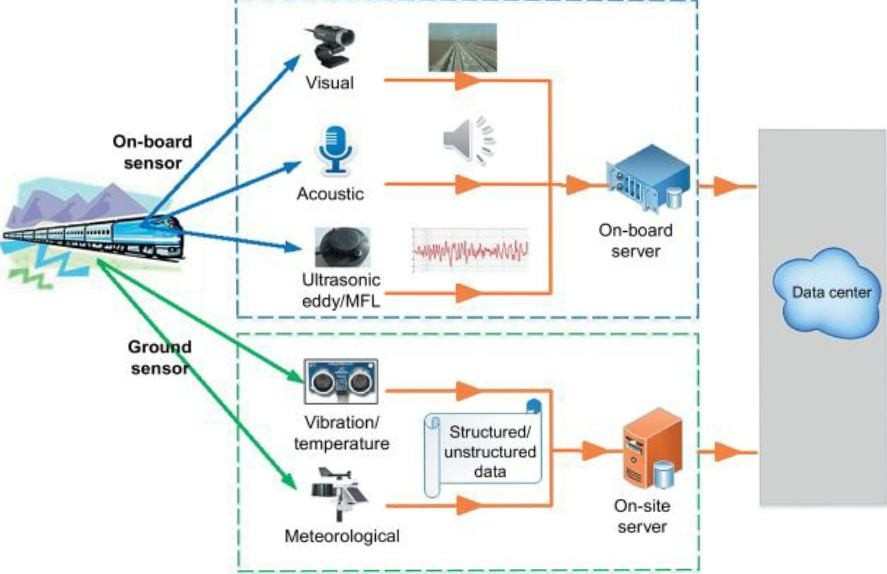 Visual
On-board
sensor
Acoustic
On-board
server
Ultrasonic
eddy/MFL
Data center
Ground
sensor
Vibration/
temperature
Structured/
unstructured
data
On-site
server
Meteorological